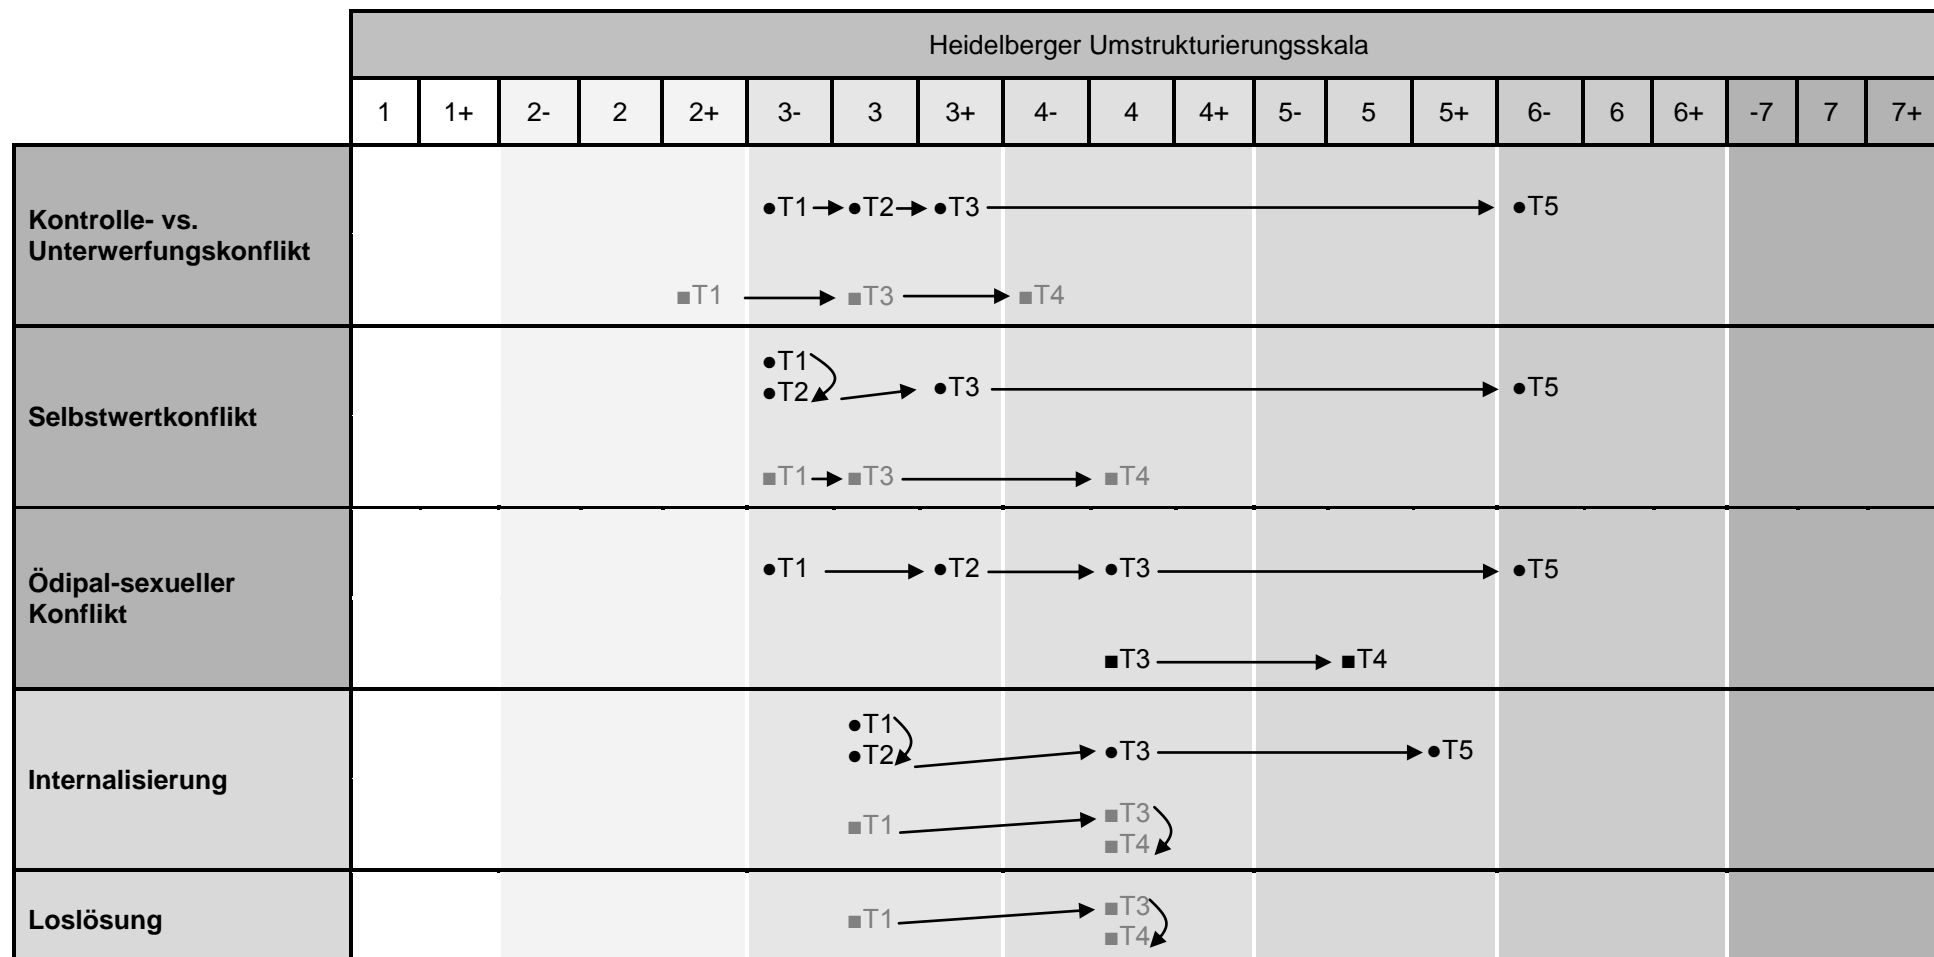 Heidelberger Umstrukturierungsskala
1 1+ 2- 2 2+ 3- 3 3+ 4- 4 4+ 5- 5 5+ 6- 6 6+ -7 7 7+
Kontrolle- vs.
Unterwerfungskonflikt
●T1 ●T2 ●T3 ●T5
■T1 ■T3 ■T4
Selbstwertkonflikt
●T1
●T2 ●T3 ●T5
■T1 ■T3 ■T4
Ödipal-sexueller
Konflikt
●T1 ●T2 ●T3 ●T5
■T3 ■T4
Internalisierung
●T1
●T2 ●T3 ●T5
■T1 ■T3
■T4
Loslösung
■T1 ■T3
■T4